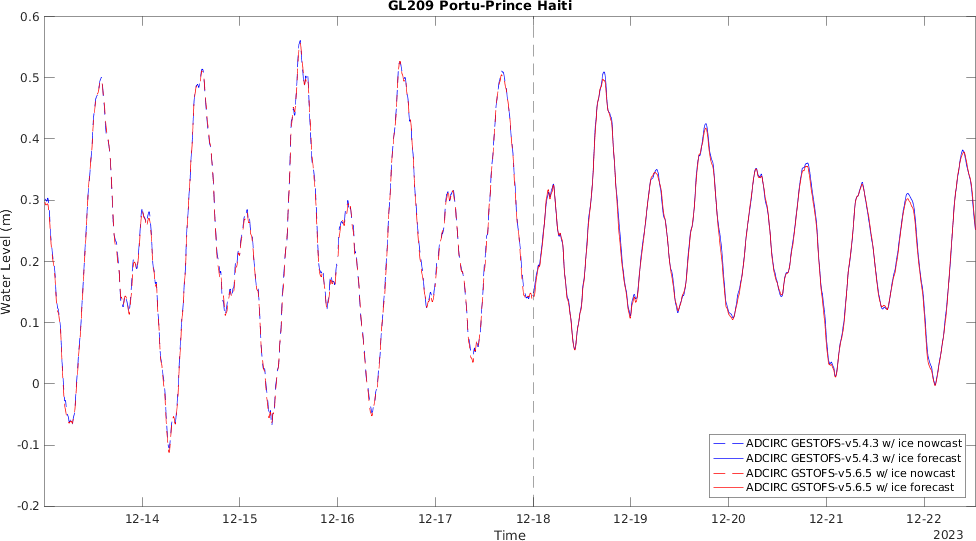 GL209 Portu-Prince Haiti
0.6
0.5
0.4
0.3
0.2
0.1
0
-0.1
-0.2
Water Level (m)
12-14
12-15
12-16
12-17
12-18
12-19
12-20
12-21
12-22
Time
2023
ADCIRC GESTOFS-v5.4.3 w/ ice nowcast
ADCIRC GESTOFS-v5.4.3 w/ ice forecast
ADCIRC GSTOFS-v5.6.5 w/ ice nowcast
ADCIRC GSTOFS-v5.6.5 w/ ice forecast